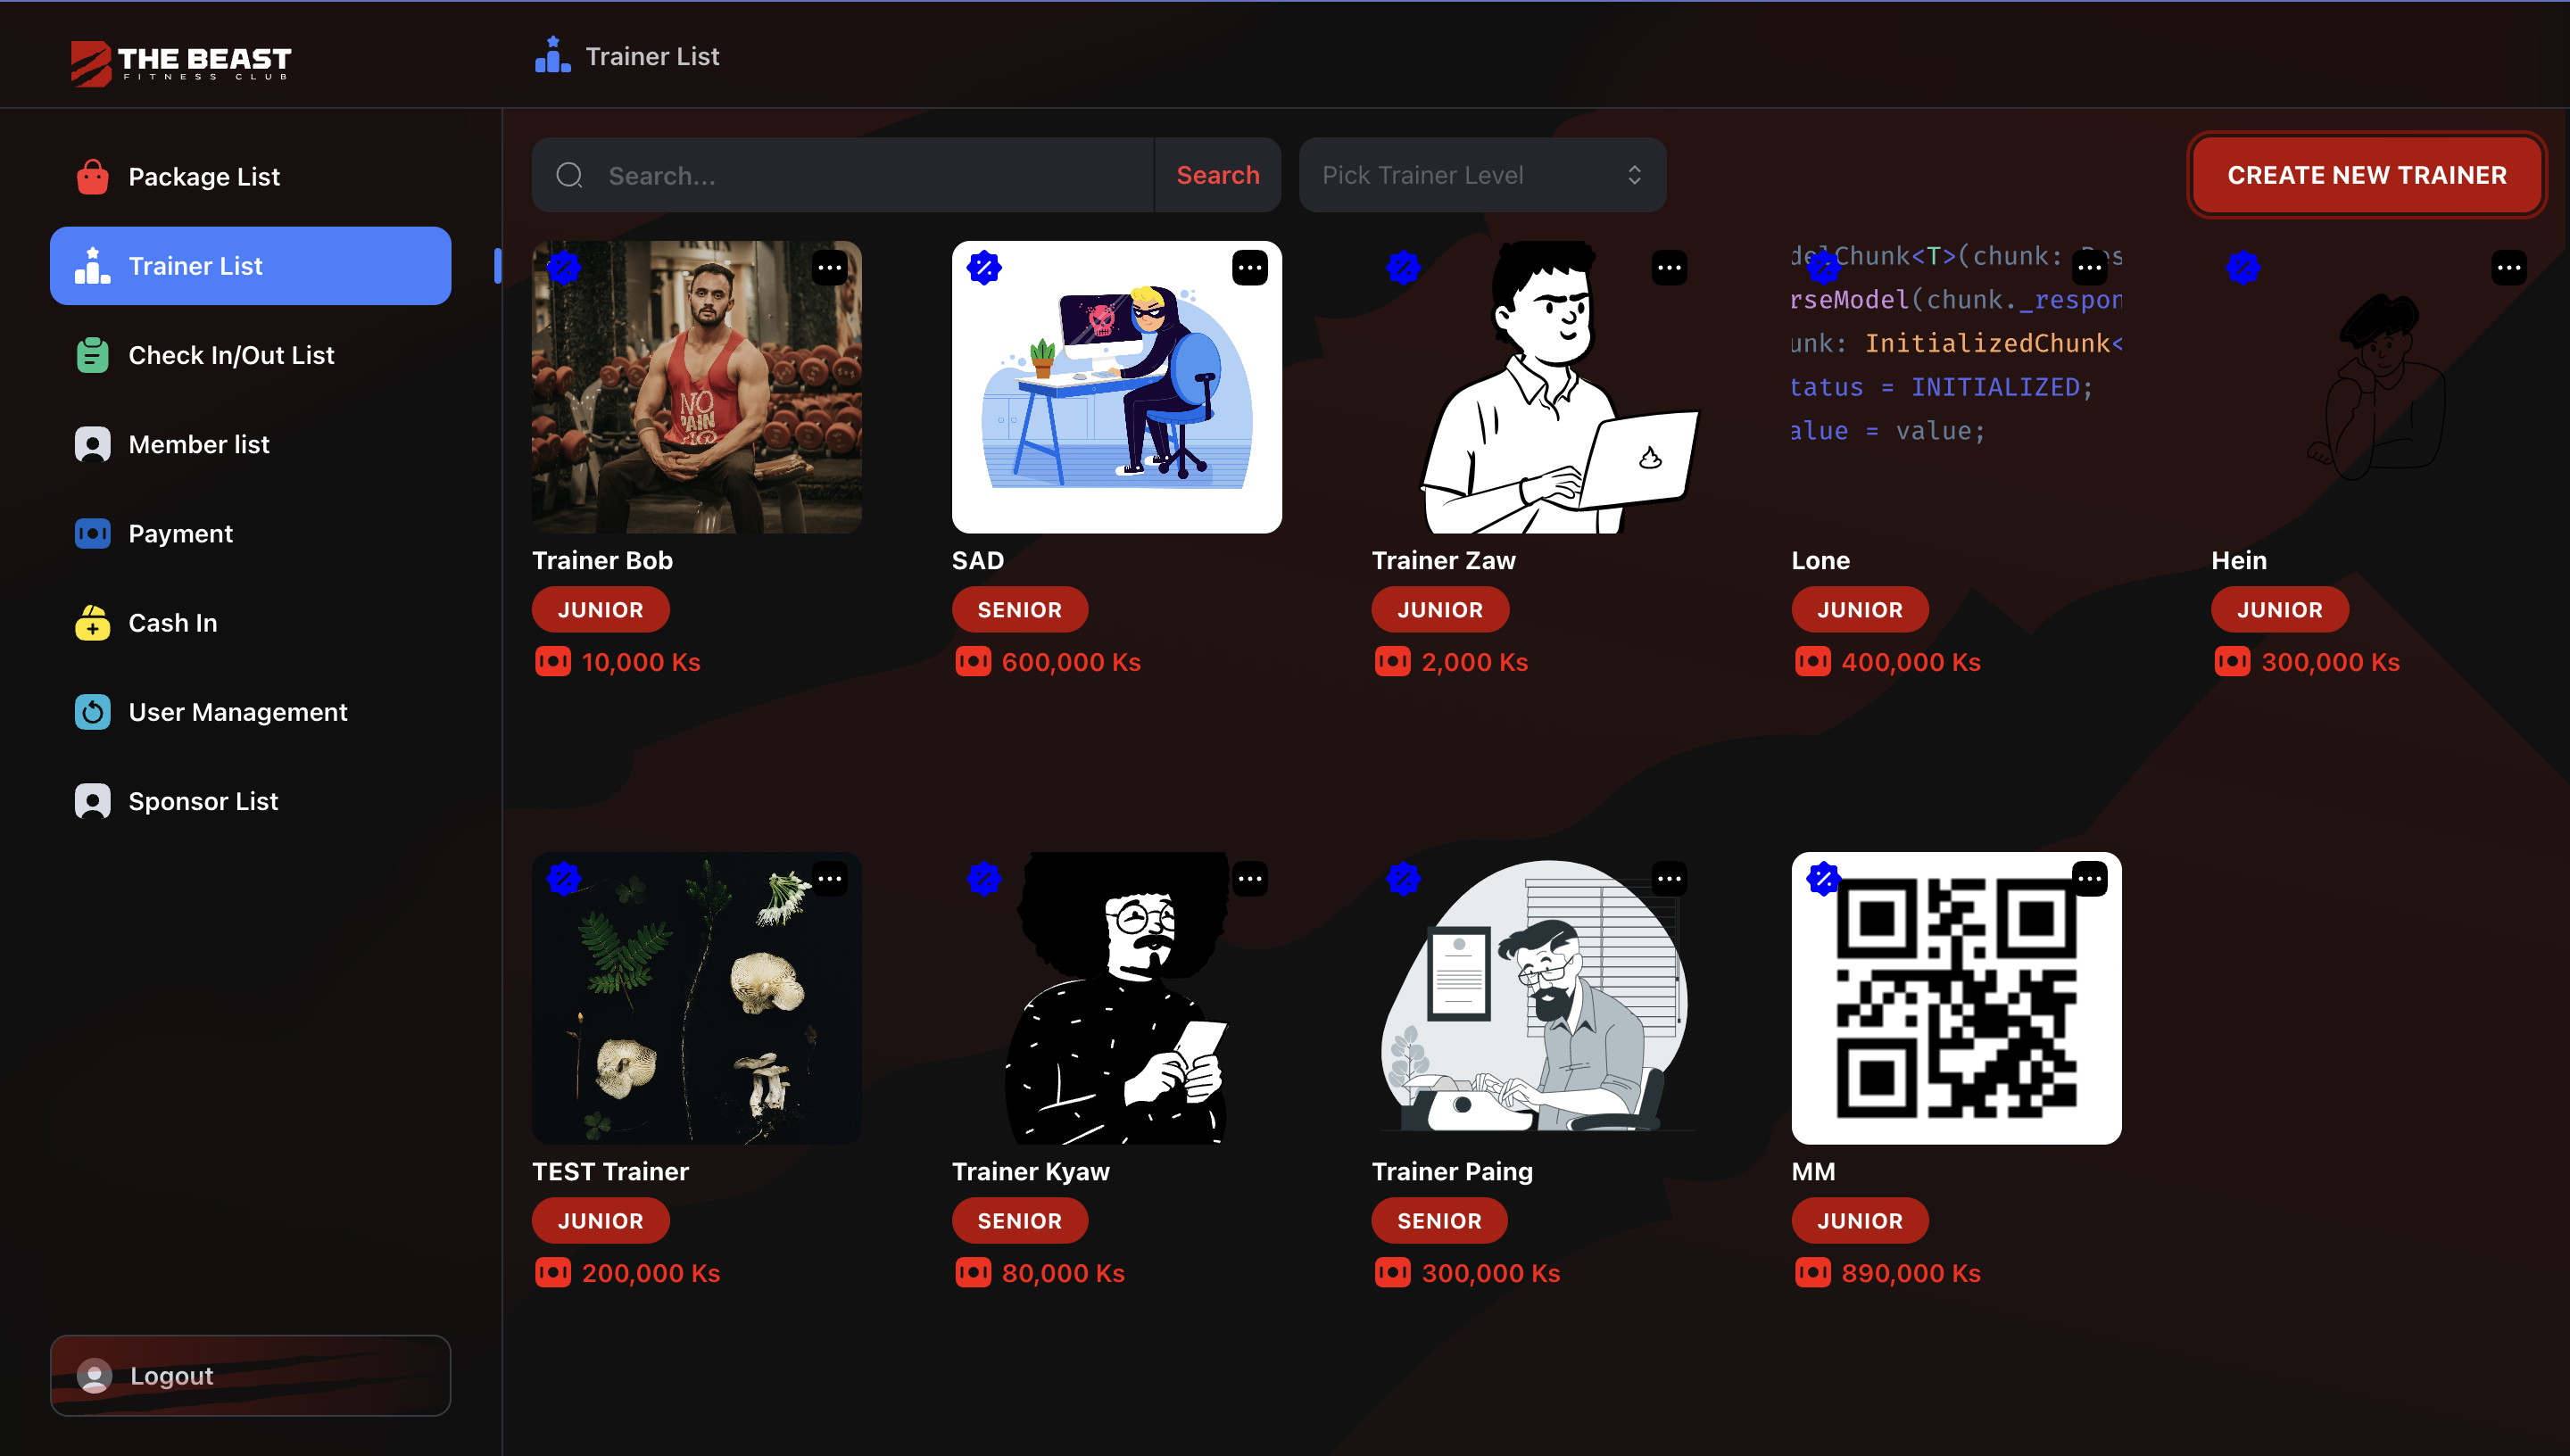 THE BEAST
FITNESS CLUB
Trainer List
Package List
Trainer List
Check In/Out List
Member list
Payment
Cash In
User Management
Sponsor List
Logout
Search...
Search
Pick Trainer Level
CREATE NEW TRAINER
NO
PAIN
Trainer Bob
JUNIOR
10,000 Ks
SAD
SENIOR
600,000 Ks
Trainer Zaw
JUNIOR
2,000 Ks
delChunk<T>(chunk: Res
rseModel(chunk._respon
unk: InitializedChunk<
tatus = INITIALIZED;
alue = value;
Lone
JUNIOR
400,000 Ks
Hein
JUNIOR
300,000 Ks
TEST Trainer
JUNIOR
200,000 Ks
Trainer Kyaw
SENIOR
80,000 Ks
Trainer Paing
SENIOR
300,000 Ks
MM
JUNIOR
890,000 Ks